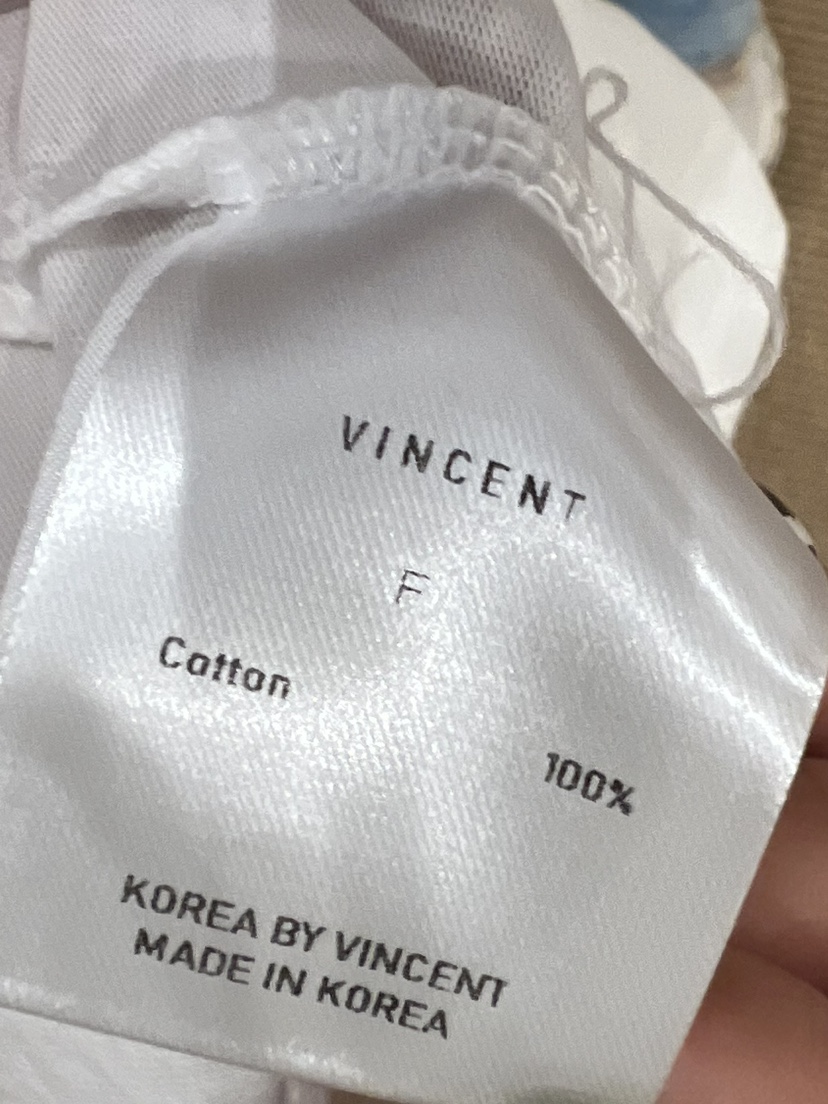 VINCENT
F
Cotton 100%
KOREA BY VINCENT
MADE IN KOREA